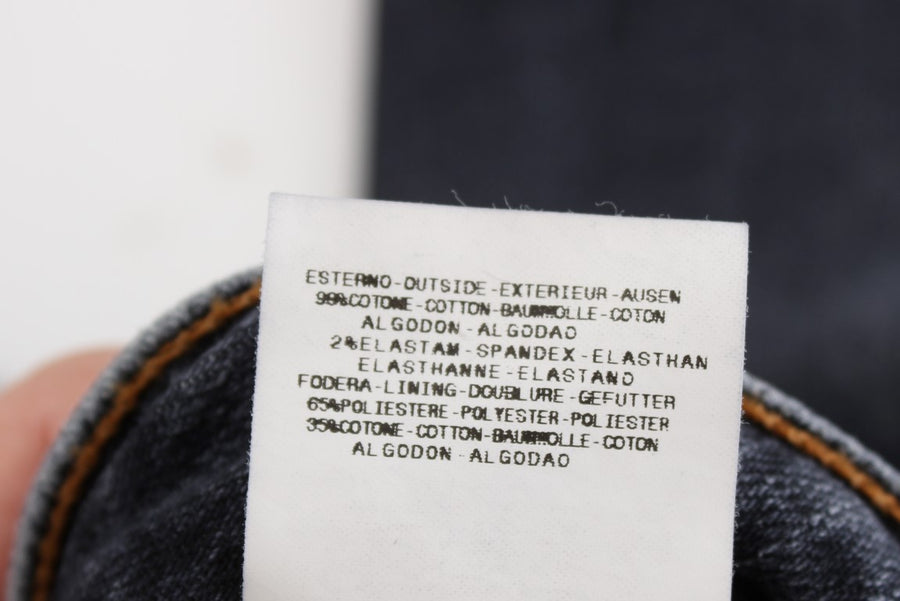 ESTERNO-OUTSIDE-EXTERIEUR-AUSEN
98%COTONE-COTTON-BAUMWOLLE-COTON
ALGODON-ALGODAO
2%ELASTAM-SPANDEX-ELASTHAN
ELASTHANNE-ELASTANO
FODERA-LINING-DOUBLURE-GEFUTTER
65%POLIESTERE-POLYESTER-POLIESTER
35%COTONE-COTTON-BAUMWOLLE-COTON
ALGODON-ALGODAO